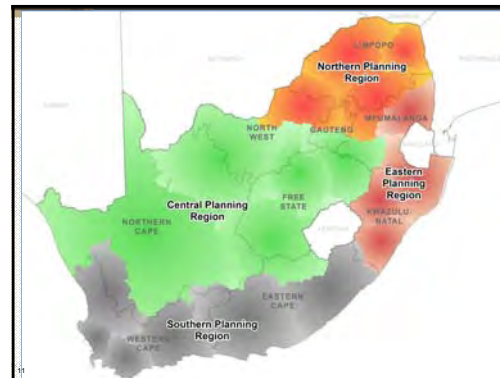 LIMPOPO
Northern Planning
Region
MPUMALANGA
NORTH
WEST
GAUTENG
Eastern
Planning
Region
FREE
STATE
Central Planning
Region
NORTHERN
CAPE
KWAZULU-
NATAL
LESOTHO
EASTERN
CAPE
Southern Planning
Region
WESTERN
CAPE
11